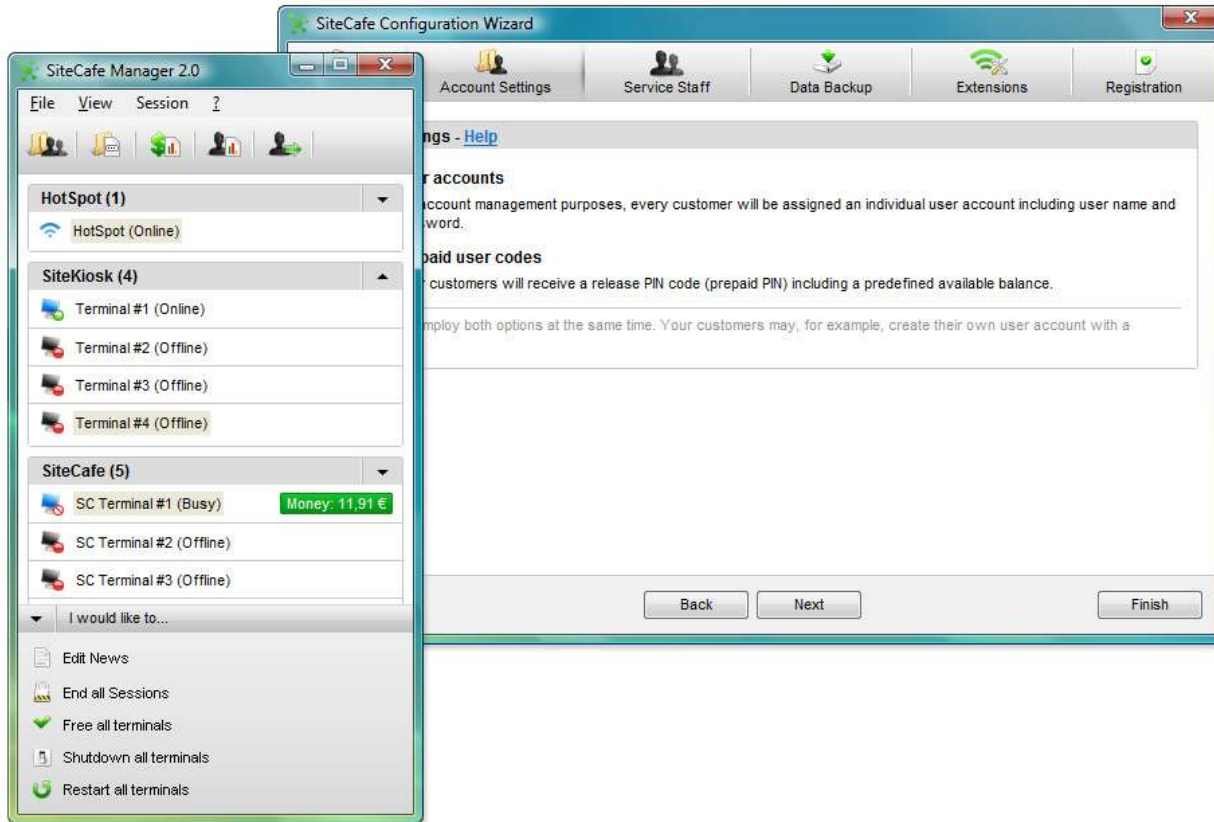 SiteCafe Configuration Wizard
SiteCafe Manager 2.0
File View Session ?
HotSpot (1)
HotSpot (Online)
SiteKiosk (4)
Terminal #1 (Online)
Terminal #2 (Offline)
Terminal #3 (Offline)
Terminal #4 (Offline)
SiteCafe (5)
SC Terminal #1 (Busy) Money: 11,91 €
SC Terminal #2 (Offline)
SC Terminal #3 (Offline)
I would like to...
Edit News
End all Sessions
Free all terminals
Shutdown all terminals
Restart all terminals
Account Settings Service Staff Data Backup Extensions Registration
ngs - Help
r accounts
account management purposes, every customer will be assigned an individual user account including user name and
word.
paid user codes
r customers will receive a release PIN code (prepaid PIN) including a predefined available balance.
mploy both options at the same time. Your customers may, for example, create their own user account with a
Back Next Finish